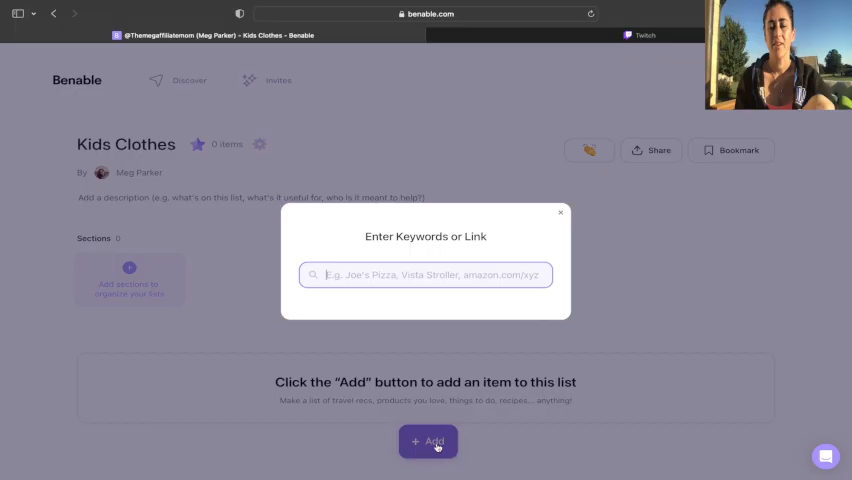 benable.com
@Themegaffiliatemom (Meg Parker) - Kids Clothes - Benable
Twitch
Benable
Discover
Invites
Kids Clothes
0 items
Share
Bookmark
By Meg Parker
Add a description (e.g. what's on this list, what's it useful for, who is it meant to help?)
Enter Keywords or Link
Sections 0
E.g. Joe's Pizza, Vista Stroller, amazon.com/xyz
Add sections to
organize your lists
Click the "Add" button to add an item to this list
Make a list of travel recs, products you love, things to do, recipes... anything!
+ Add